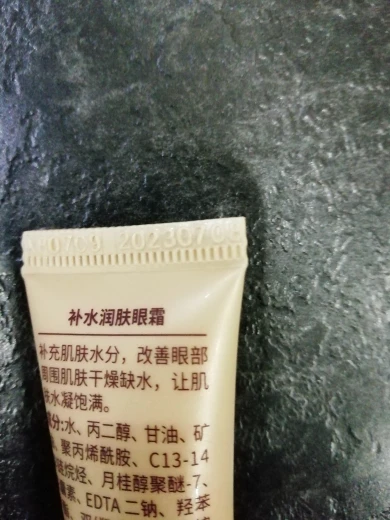 20230708
补水润肤眼霜
补充肌肤水分，改善眼部
周围肌肤干燥缺水，让肌
肤水凝饱满。
成分:水、丙二醇、甘油、矿
聚丙烯酰胺、C13-14
烷烃、月桂醇聚醚-7、
素、EDTA 二钠、羟苯